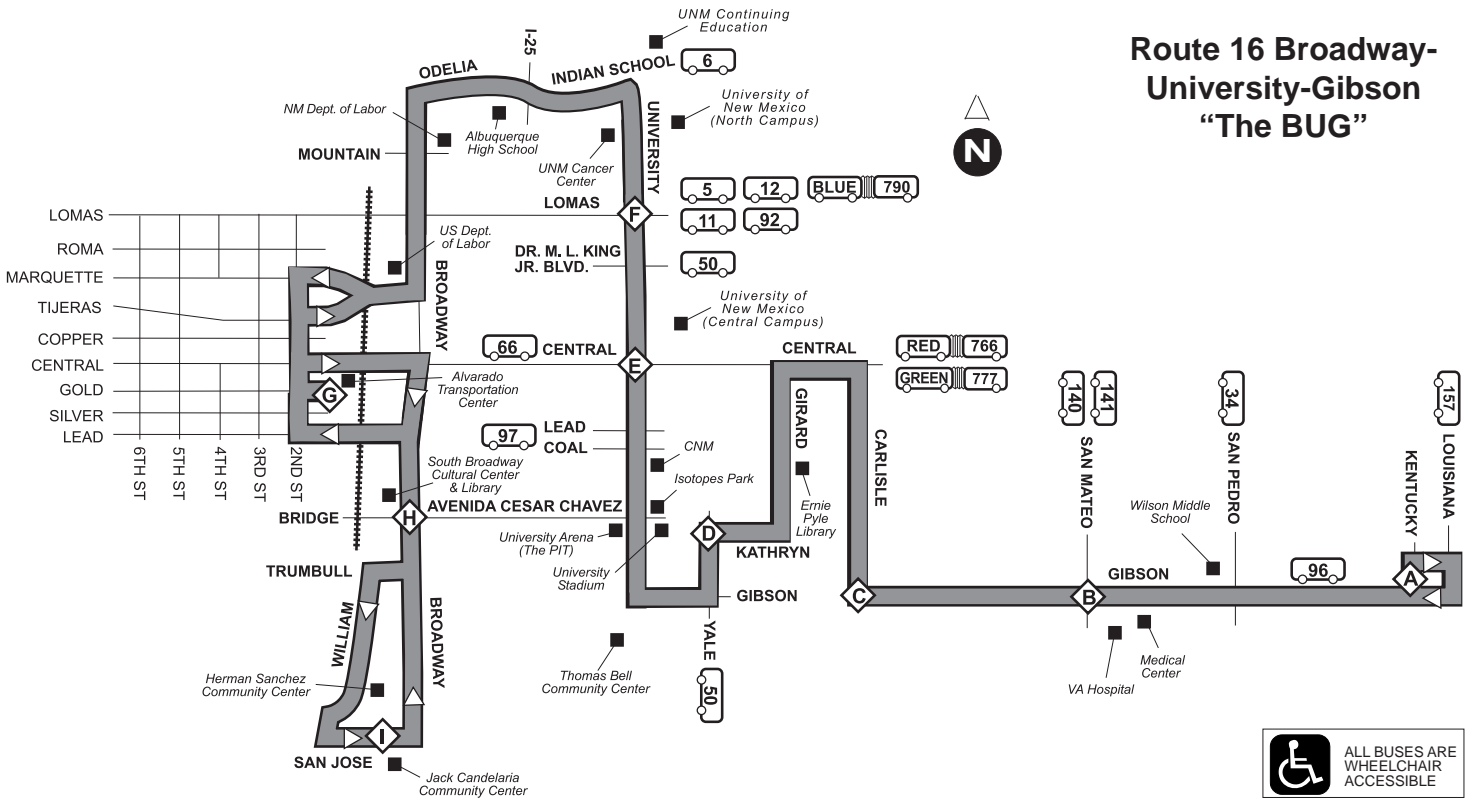 Route 16 Broadway-
University-Gibson
“The BUG”
UNM Continuing
Education
I-25
ODELIA
INDIAN SCHOOL
6
NM Dept. of Labor
Albuquerque
High School
University of
New Mexico
(North Campus)
UNIVERSITY
N
MOUNTAIN
UNM Cancer
Center
5
12
BLUE
790
LOMAS
LOMAS
F
11
92
ROMA
US Dept.
of Labor
DR. M. L. KING
JR. BLVD.
50
MARQUETTE
BROADWAY
TIJERAS
University of
New Mexico
(Central Campus)
COPPER
66
CENTRAL
CENTRAL
RED
766
CENTRAL
E
GREEN
777
GOLD
G
Alvarado
Transportation
Center
GIRARD
140
141
34
157
SILVER
LEAD
97
LEAD
COAL
CARLISLE
6TH ST
5TH ST
4TH ST
3RD ST
2ND ST
South Broadway
Cultural Center
& Library
CNM
Isotopes Park
SAN MATEO
SAN PEDRO
KENTUCKY
LOUISIANA
BRIDGE
H
AVENIDA CESAR CHAVEZ
Ernie
Pyle
Library
Wilson Middle
School
University Arena
(The PIT)
D
KATHRYN
University
Stadium
TRUMBULL
GIBSON
96
A
WILLIAM
BROADWAY
GIBSON
C
B
YALE
50
Herman Sanchez
Community Center
Thomas Bell
Community Center
Medical
Center
VA Hospital
I
SAN JOSE
Jack Candelaria
Community Center
ALL BUSES ARE
WHEELCHAIR
ACCESSIBLE